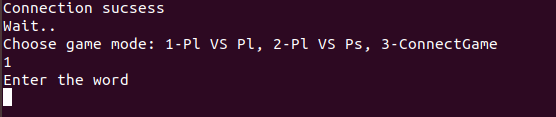 Connection sucsess
Wait..
Choose game mode: 1-Pl VS Pl, 2-Pl VS Ps, 3-ConnectGame
1
Enter the word